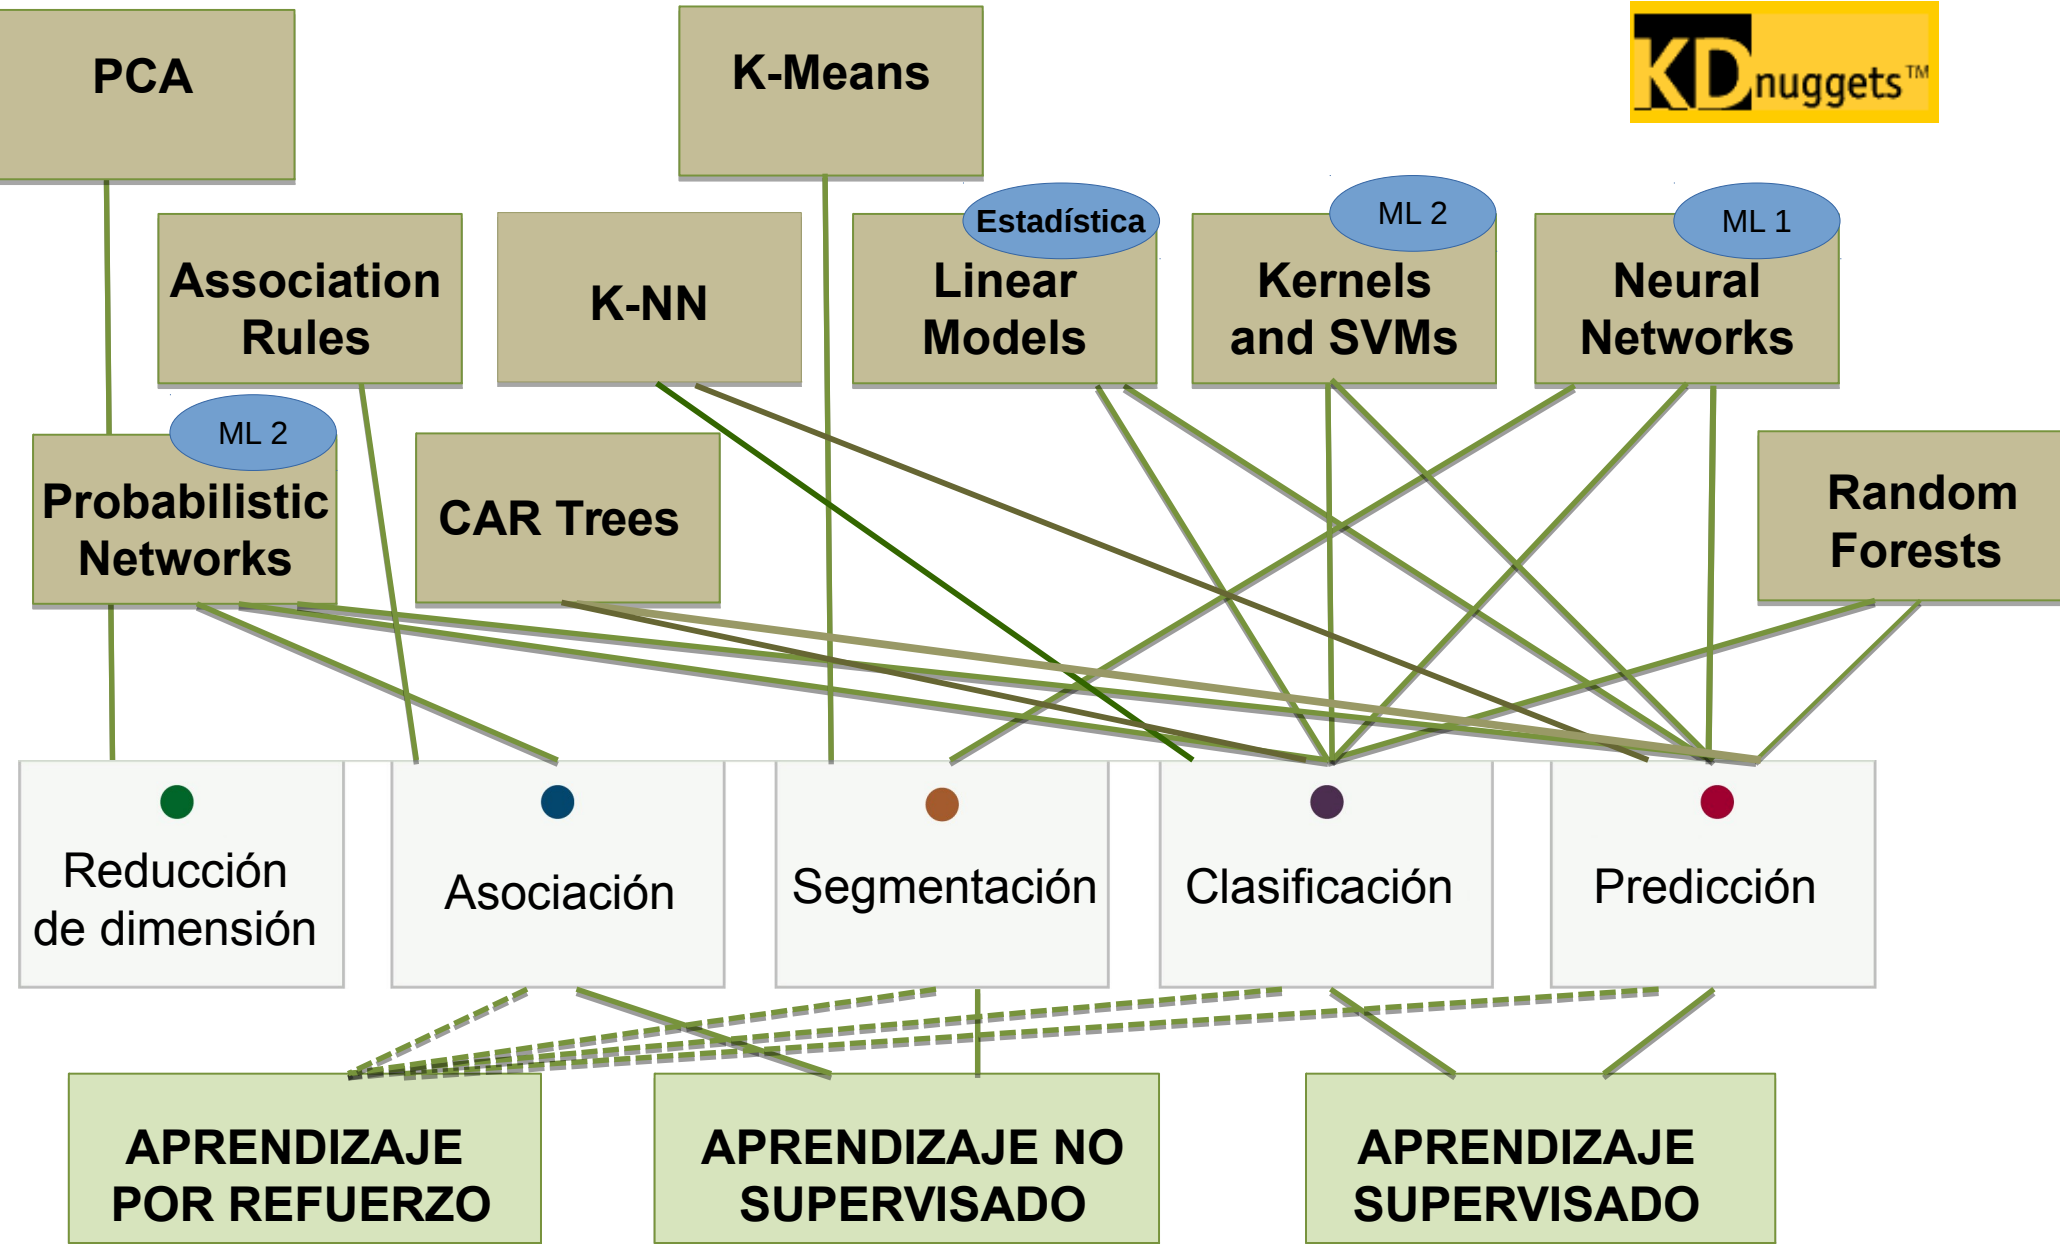 PCA
K-Means
KD nuggets™
Association
Rules
K-NN
Estadística
Linear
Models
ML 2
Kernels
and SVMs
ML 1
Neural
Networks
ML 2
Probabilistic
Networks
CAR Trees
Random
Forests
Reducción
de dimensión
Asociación
Segmentación
Clasificación
Predicción
APRENDIZAJE
POR REFUERZO
APRENDIZAJE NO
SUPERVISADO
APRENDIZAJE
SUPERVISADO